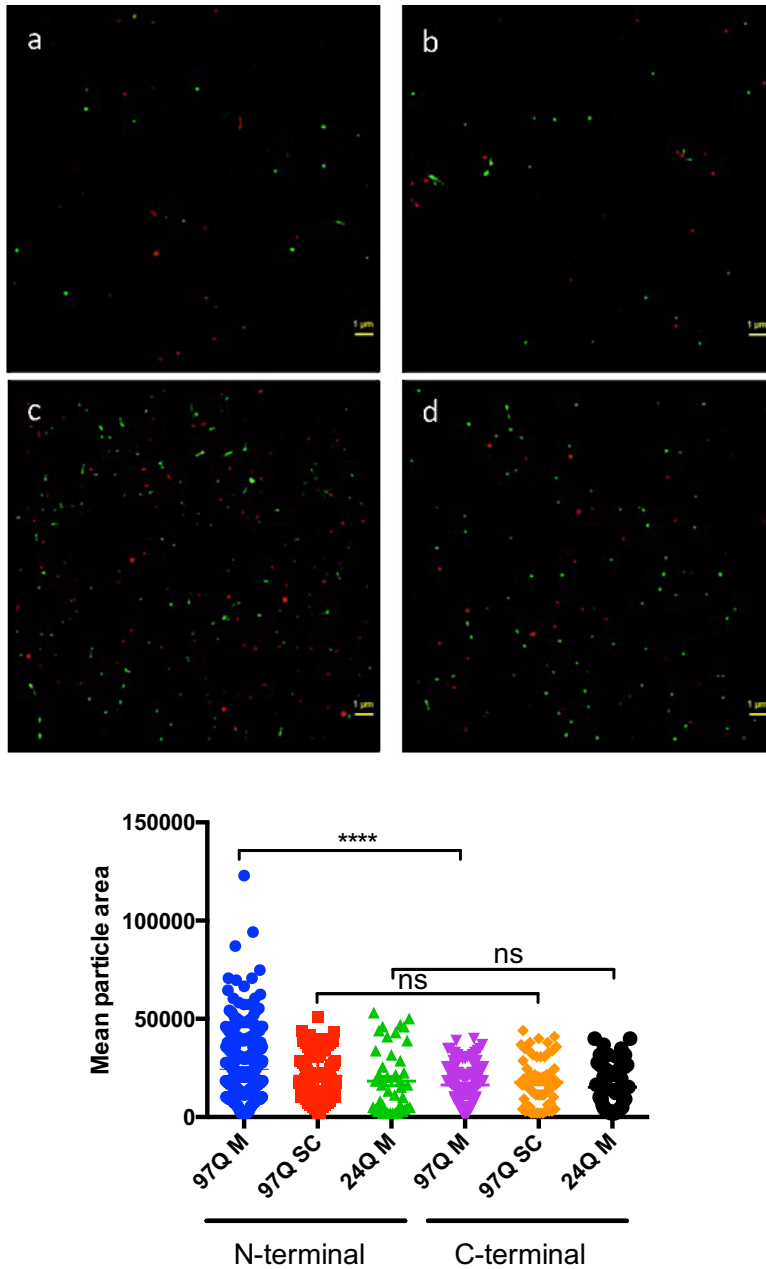 a
b
1 µm
1 µm
c
d
1 µm
1 µm
150000
100000
50000
0
Mean particle area
****
ns
ns
97Q M
97Q SC
24Q M
97Q M
97Q SC
24Q M
N-terminal
C-terminal